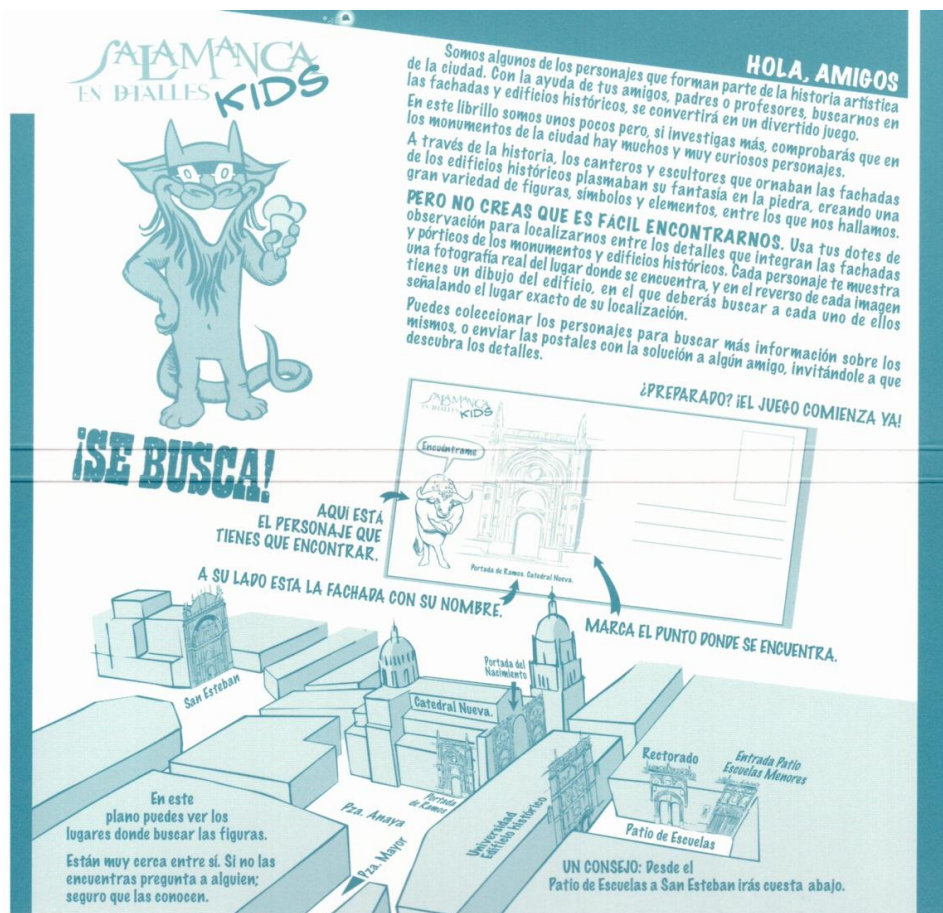 SALAMANCA
EN DETALLES KIDS
HOLA, AMIGOS
Somos algunos de los personajes que forman parte de la historia artística
de la ciudad. Con la ayuda de tus amigos, padres o profesores, buscarnos en
las fachadas y edificios históricos, se convertirá en un divertido juego.
En este librillo somos unos pocos pero, si investigas más, comprobarás que en
los monumentos de la ciudad hay muchos y muy curiosos personajes.
A través de la historia, los canteros y escultores que ornaban las fachadas
de los edificios históricos plasmaban su fantasía en la piedra, creando una
gran variedad de figuras, símbolos y elementos, entre los que nos hallamos.
PERO NO CREAS QUE ES FÁCIL ENCONTRARNOS. Usa tus dotes de
observación para localizarnos entre los detalles que integran las fachadas
y pórticos de los monumentos y edificios históricos. Cada personaje te muestra
una fotografía real del lugar donde se encuentra, y en el reverso de cada imagen
tienes un dibujo del edificio, en el que deberás buscar a cada uno de ellos
señalando el lugar exacto de su localización.
Puedes coleccionar los personajes para buscar más información sobre los
mismos, o enviar las postales con la solución a algún amigo, invitándole a que
descubra los detalles.
¿PREPARADO? ¡EL JUEGO COMIENZA YA!
¡SE BUSCA!
SALAMANCA
EN DETALLES KIDS
Encuéntrame
Portada de Ramos. Catedral Nueva.
AQUÍ ESTÁ
EL PERSONAJE QUE
TIENES QUE ENCONTRAR.
A SU LADO ESTA LA FACHADA CON SU NOMBRE.
MARCA EL PUNTO DONDE SE ENCUENTRA.
San Esteban
Portada del
Nacimiento
Catedral Nueva.
Portada
de Ramos
Pza. Anaya
Pza. Mayor
Universidad
Edificio histórico
Rectorado
Entrada Patio
Escuelas Menores
Patio de Escuelas
En este
plano puedes ver los
lugares donde buscar las figuras.
Están muy cerca entre sí. Si no las
encuentras pregunta a alguien;
seguro que las conocen.
UN CONSEJO: Desde el
Patio de Escuelas a San Esteban irás cuesta abajo.